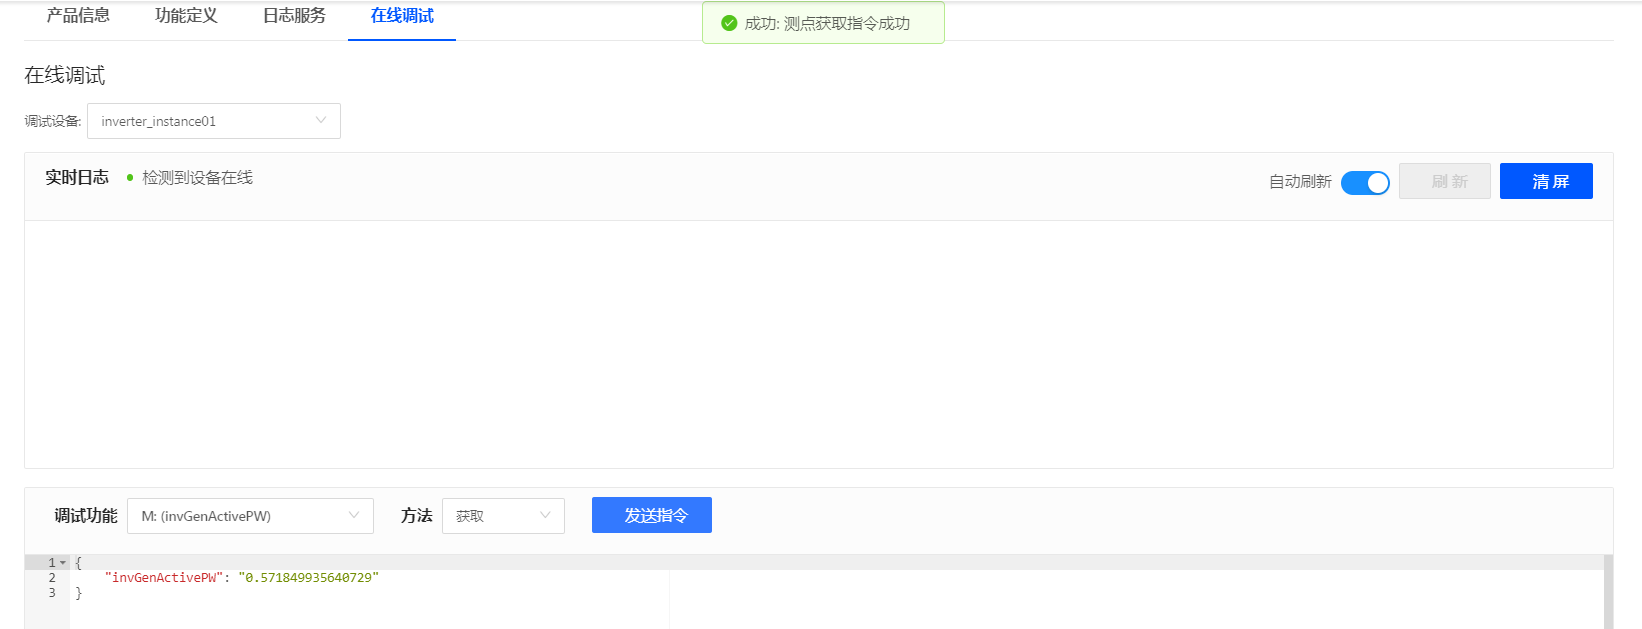 产品信息 功能定义 日志服务 在线调试
成功: 测点获取指令成功
在线调试
调试设备: inverter_instance01
实时日志 检测到设备在线 自动刷新 刷 新 清 屏
调试功能 M: (invGenActivePW) 方法 获取 发送指令
1 {
2 "invGenActivePW": "0.571849935640729"
3 }